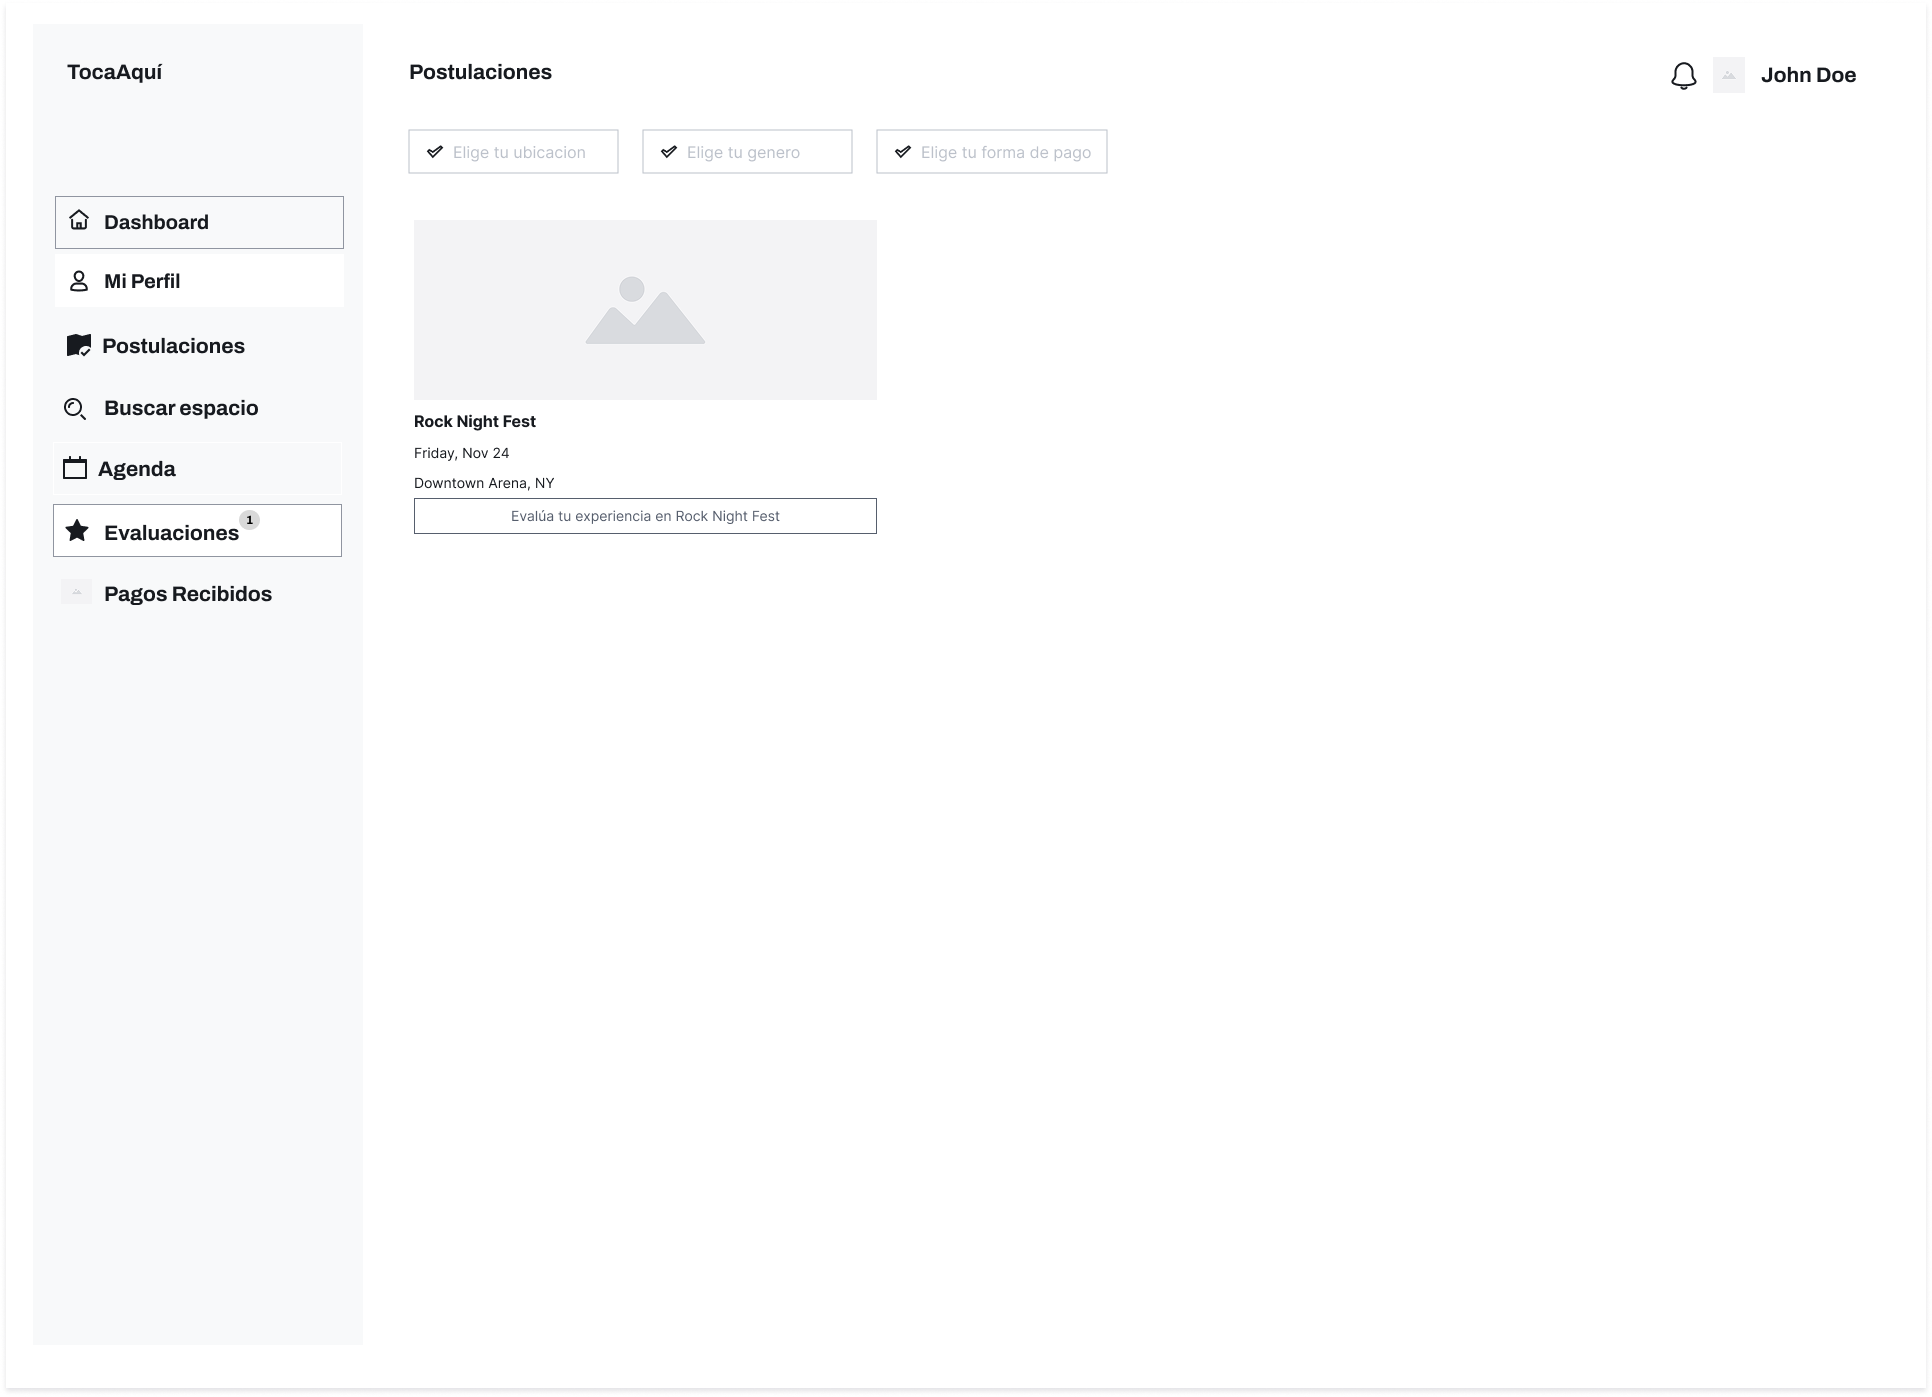 TocaAquí
Dashboard
Mi Perfil
Postulaciones
Buscar espacio
Agenda
Evaluaciones 1
Pagos Recibidos
Postulaciones
John Doe
Elige tu ubicacion
Elige tu genero
Elige tu forma de pago
Rock Night Fest
Friday, Nov 24
Downtown Arena, NY
Evalúa tu experiencia en Rock Night Fest